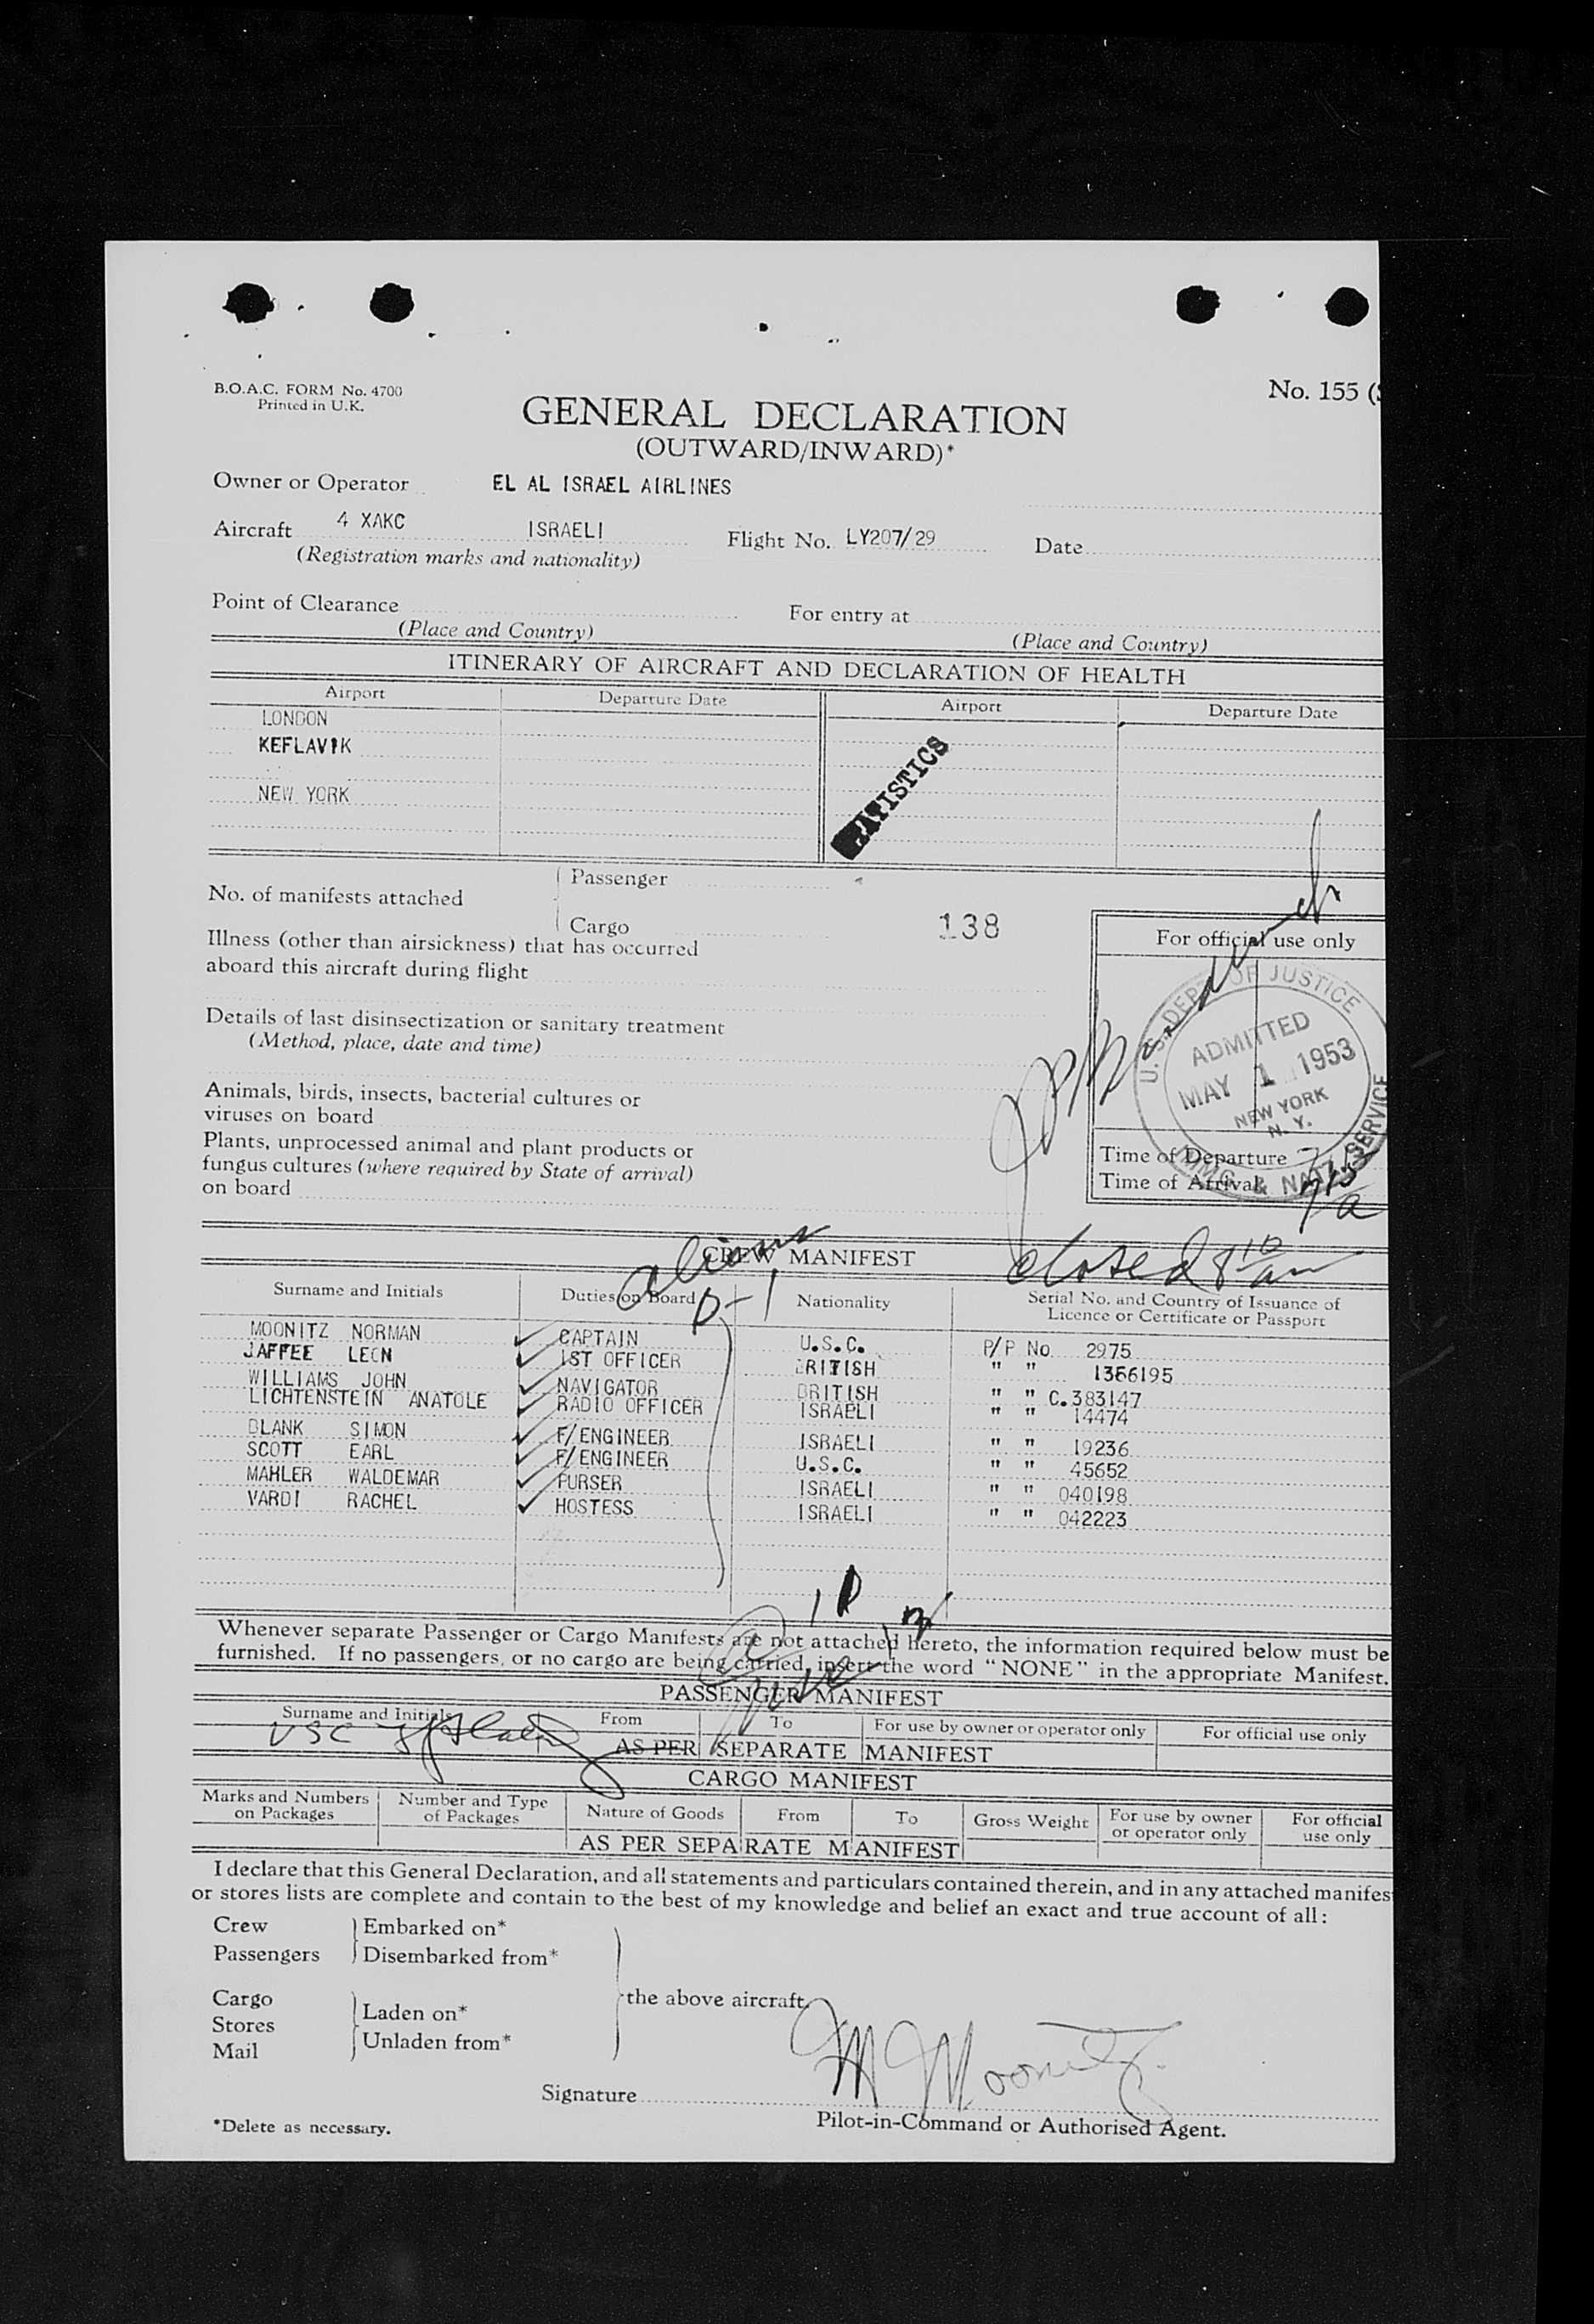 B.O.A.C. FORM No. 4700
Printed in U.K.
No. 155 (
GENERAL DECLARATION
(OUTWARD/INWARD)*
Owner or Operator EL AL ISRAEL AIRLINES
Aircraft 4 XAKC ISRAELI Flight No. LY207/29 Date
(Registration marks and nationality)
Point of Clearance For entry at
(Place and Country) (Place and Country)
ITINERARY OF AIRCRAFT AND DECLARATION OF HEALTH
Airport Departure Date Airport Departure Date
LONDON
KEFLAVIK
NEW YORK
No. of manifests attached
Passenger
Cargo
138
Illness (other than airsickness) that has occurred
aboard this aircraft during flight
Details of last disinsectization or sanitary treatment
(Method, place, date and time)
Animals, birds, insects, bacterial cultures or
viruses on board
Plants, unprocessed animal and plant products or
fungus cultures (where required by State of arrival)
on board
For official use only
U.S. DEPT OF JUSTICE
ADMITTED
MAY 1 1953
NEW YORK
N. Y.
IMMG. & NATZ. SERVICE
Time of Departure
Time of Arrival
closed 8 10 am
aliens
D-1
CREW MANIFEST
Surname and Initials Duties on Board Nationality Serial No. and Country of Issuance of
Licence or Certificate or Passport
MOONITZ NORMAN CAPTAIN U.S.C. P/P No 2975
JAFFEE LEON 1ST OFFICER BRITISH " " 1366195
WILLIAMS JOHN NAVIGATOR BRITISH " " C.383147
LICHTENSTEIN ANATOLE RADIO OFFICER ISRAELI " " 14474
BLANK SIMON F/ENGINEER ISRAELI " " 19236
SCOTT EARL F/ENGINEER U.S.C. " " 45652
MAHLER WALDEMAR PURSER ISRAELI " " 040198
VARDI RACHEL HOSTESS ISRAELI " " 042223
Whenever separate Passenger or Cargo Manifests are not attached hereto, the information required below must be
furnished. If no passengers, or no cargo are being carried, insert the word "NONE" in the appropriate Manifest.
PASSENGER MANIFEST
Surname and Initials From To For use by owner or operator only For official use only
USC
AS PER SEPARATE MANIFEST
CARGO MANIFEST
Marks and Numbers on Packages Number and Type of Packages Nature of Goods From To Gross Weight For use by owner or operator only For official use only
AS PER SEPARATE MANIFEST
I declare that this General Declaration, and all statements and particulars contained therein, and in any attached manifes
or stores lists are complete and contain to the best of my knowledge and belief an exact and true account of all:
Crew Embarked on*
Passengers Disembarked from*
Cargo
Stores
Mail
Laden on*
Unladen from*
the above aircraft.
Signature M Moonitz
Pilot-in-Command or Authorised Agent.
*Delete as necessary.